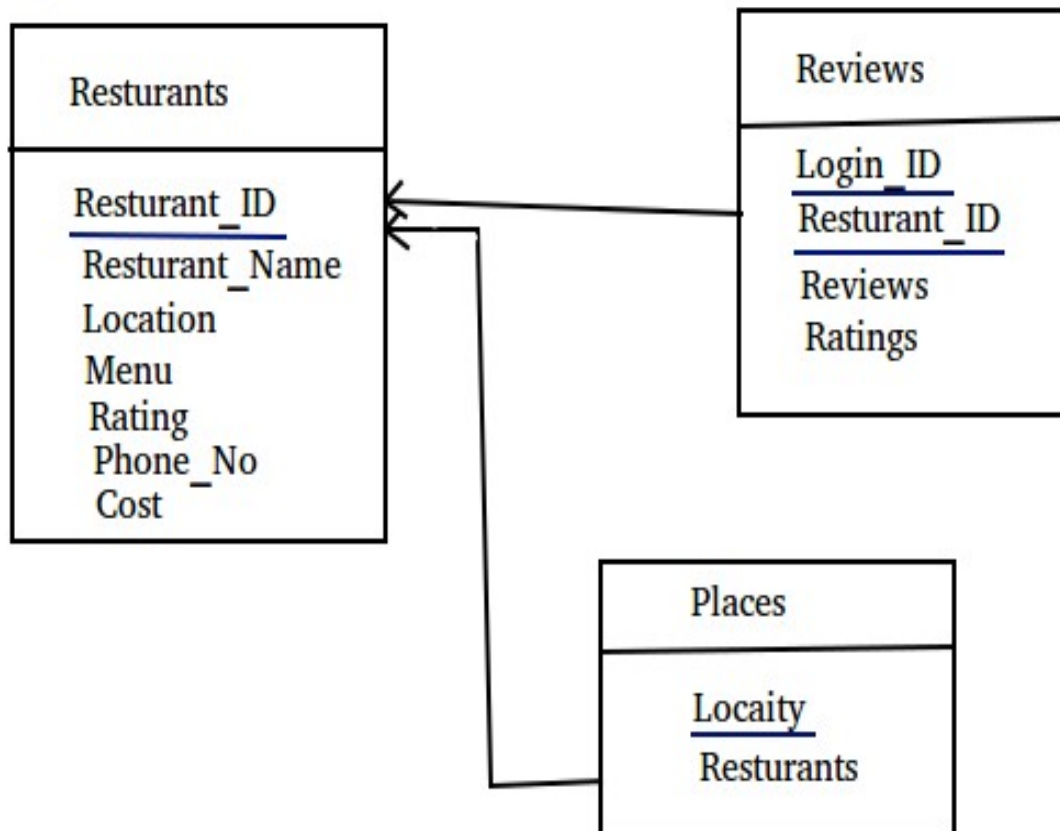 Resturants
Resturant_ID
Resturant_Name
Location
Menu
Rating
Phone_No
Cost
Reviews
Login_ID
Resturant_ID
Reviews
Ratings
Places
Locaity
Resturants